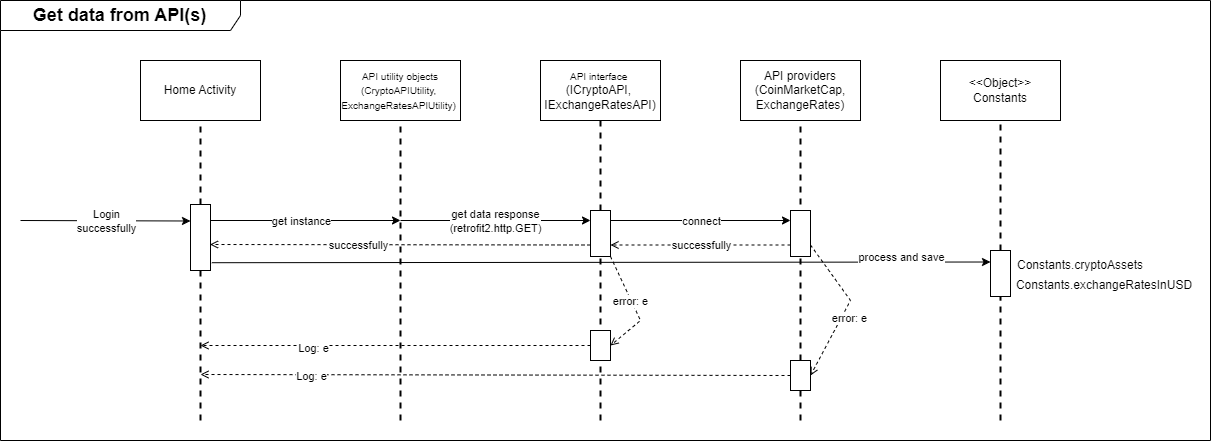 Get data from API(s)
Home Activity
API utility objects
(CryptoAPIUtility,
ExchangeRatesAPIUtility)
API interface
(ICryptoAPI,
IExchangeRatesAPI)
API providers
(CoinMarketCap,
ExchangeRates)
<<Object>>
Constants
Login
successfully
get instance
get data response
(retrofit2.http.GET)
connect
successfully
successfully
process and save
Constants.cryptoAssets
Constants.exchangeRatesInUSD
error: e
error: e
Log: e
Log: e